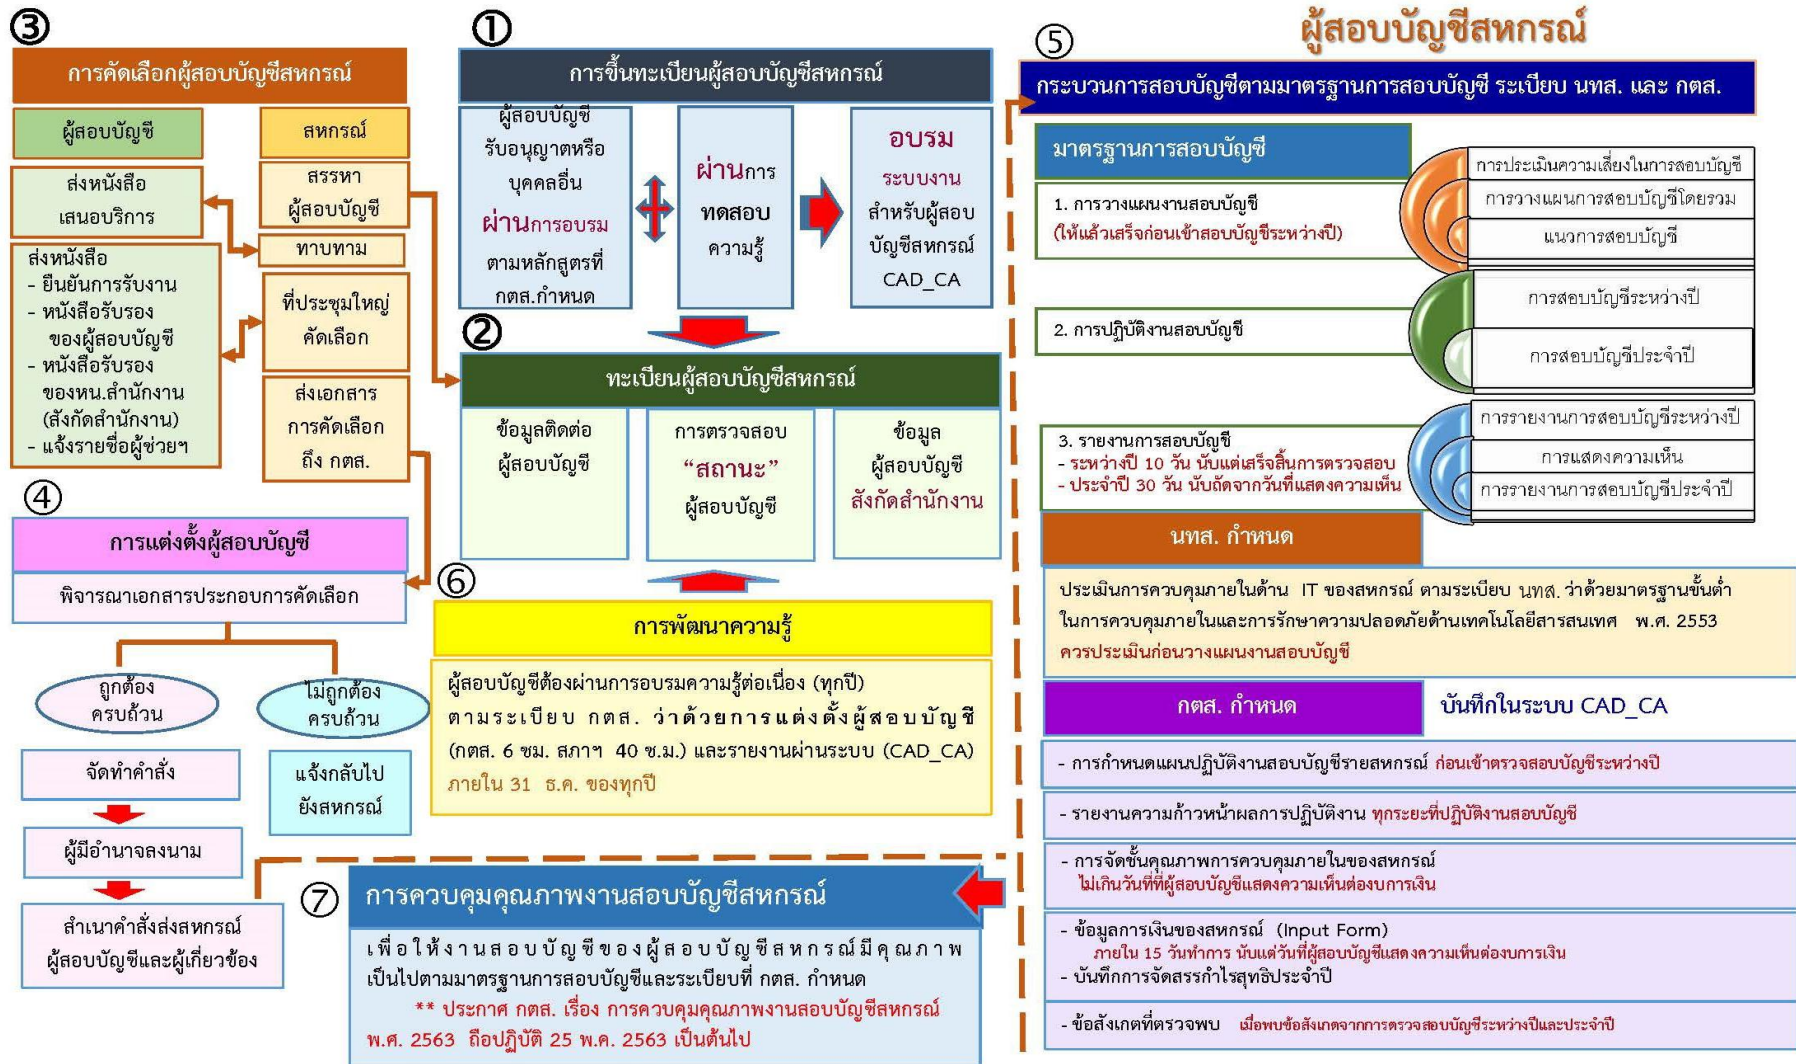 ผู้สอบบัญชีสหกรณ์
①
การขึ้นทะเบียนผู้สอบบัญชีสหกรณ์
ผู้สอบบัญชี
รับอนุญาตหรือ
บุคคลอื่น
ผ่านการอบรม
ตามหลักสูตรที่
กตส.กำหนด
ผ่านการ
ทดสอบ
ความรู้
อบรม
ระบบงาน
สำหรับผู้สอบ
บัญชีสหกรณ์
CAD_CA
②
ทะเบียนผู้สอบบัญชีสหกรณ์
ข้อมูลติดต่อ
ผู้สอบบัญชี
การตรวจสอบ
“สถานะ”
ผู้สอบบัญชี
ข้อมูล
ผู้สอบบัญชี
สังกัดสำนักงาน
③
การคัดเลือกผู้สอบบัญชีสหกรณ์
ผู้สอบบัญชี
ส่งหนังสือ
เสนอบริการ
ส่งหนังสือ
- ยืนยันการรับงาน
- หนังสือรับรอง
ของผู้สอบบัญชี
- หนังสือรับรอง
ของหน.สำนักงาน
(สังกัดสำนักงาน)
- แจ้งรายชื่อผู้ช่วยฯ
สหกรณ์
สรรหา
ผู้สอบบัญชี
ทาบทาม
ที่ประชุมใหญ่
คัดเลือก
ส่งเอกสาร
การคัดเลือก
ถึง กตส.
④
การแต่งตั้งผู้สอบบัญชี
พิจารณาเอกสารประกอบการคัดเลือก
ถูกต้อง
ครบถ้วน
ไม่ถูกต้อง
ครบถ้วน
จัดทำคำสั่ง
แจ้งกลับไป
ยังสหกรณ์
ผู้มีอำนาจลงนาม
สำเนาคำสั่งส่งสหกรณ์
ผู้สอบบัญชีและผู้เกี่ยวข้อง
⑤
กระบวนการสอบบัญชีตามมาตรฐานการสอบบัญชี ระเบียบ นทส. และ กตส.
มาตรฐานการสอบบัญชี
1. การวางแผนงานสอบบัญชี
(ให้แล้วเสร็จก่อนเข้าสอบบัญชีระหว่างปี)
การประเมินความเสี่ยงในการสอบบัญชี
การวางแผนการสอบบัญชีโดยรวม
แนวการสอบบัญชี
2. การปฏิบัติงานสอบบัญชี
การสอบบัญชีระหว่างปี
การสอบบัญชีประจำปี
3. รายงานการสอบบัญชี
- ระหว่างปี 10 วัน นับแต่เสร็จสิ้นการตรวจสอบ
- ประจำปี 30 วัน นับถัดจากวันที่แสดงความเห็น
การรายงานการสอบบัญชีระหว่างปี
การแสดงความเห็น
การรายงานการสอบบัญชีประจำปี
นทส. กำหนด
ประเมินการควบคุมภายในด้าน IT ของสหกรณ์ ตามระเบียบ นทส. ว่าด้วยมาตรฐานขั้นต่ำ
ในการควบคุมภายในและการรักษาความปลอดภัยด้านเทคโนโลยีสารสนเทศ พ.ศ. 2553
ควรประเมินก่อนวางแผนงานสอบบัญชี
กตส. กำหนด
บันทึกในระบบ CAD_CA
- การกำหนดแผนปฏิบัติงานสอบบัญชีรายสหกรณ์ ก่อนเข้าตรวจสอบบัญชีระหว่างปี
- รายงานความก้าวหน้าผลการปฏิบัติงาน ทุกระยะที่ปฏิบัติงานสอบบัญชี
- การจัดชั้นคุณภาพการควบคุมภายในของสหกรณ์
ไม่เกินวันที่ที่ผู้สอบบัญชีแสดงความเห็นต่องบการเงิน
- ข้อมูลการเงินของสหกรณ์ (Input Form)
ภายใน 15 วันทำการ นับแต่วันที่ผู้สอบบัญชีแสดงความเห็นต่องบการเงิน
- บันทึกการจัดสรรกำไรสุทธิประจำปี
- ข้อสังเกตที่ตรวจพบ เมื่อพบข้อสังเกตจากการตรวจสอบบัญชีระหว่างปีและประจำปี
⑥
การพัฒนาความรู้
ผู้สอบบัญชีต้องผ่านการอบรมความรู้ต่อเนื่อง (ทุกปี)
ตามระเบียบ กตส. ว่าด้วยการแต่งตั้งผู้สอบบัญชี
(กตส. 6 ชม. สภาฯ 40 ช.ม.) และรายงานผ่านระบบ (CAD_CA)
ภายใน 31 ธ.ค. ของทุกปี
⑦
การควบคุมคุณภาพงานสอบบัญชีสหกรณ์
เพื่อให้งานสอบบัญชีของผู้สอบบัญชีสหกรณ์มีคุณภาพ
เป็นไปตามมาตรฐานการสอบบัญชีและระเบียบที่ กตส. กำหนด
** ประกาศ กตส. เรื่อง การควบคุมคุณภาพงานสอบบัญชีสหกรณ์
พ.ศ. 2563 ถือปฏิบัติ 25 พ.ค. 2563 เป็นต้นไป